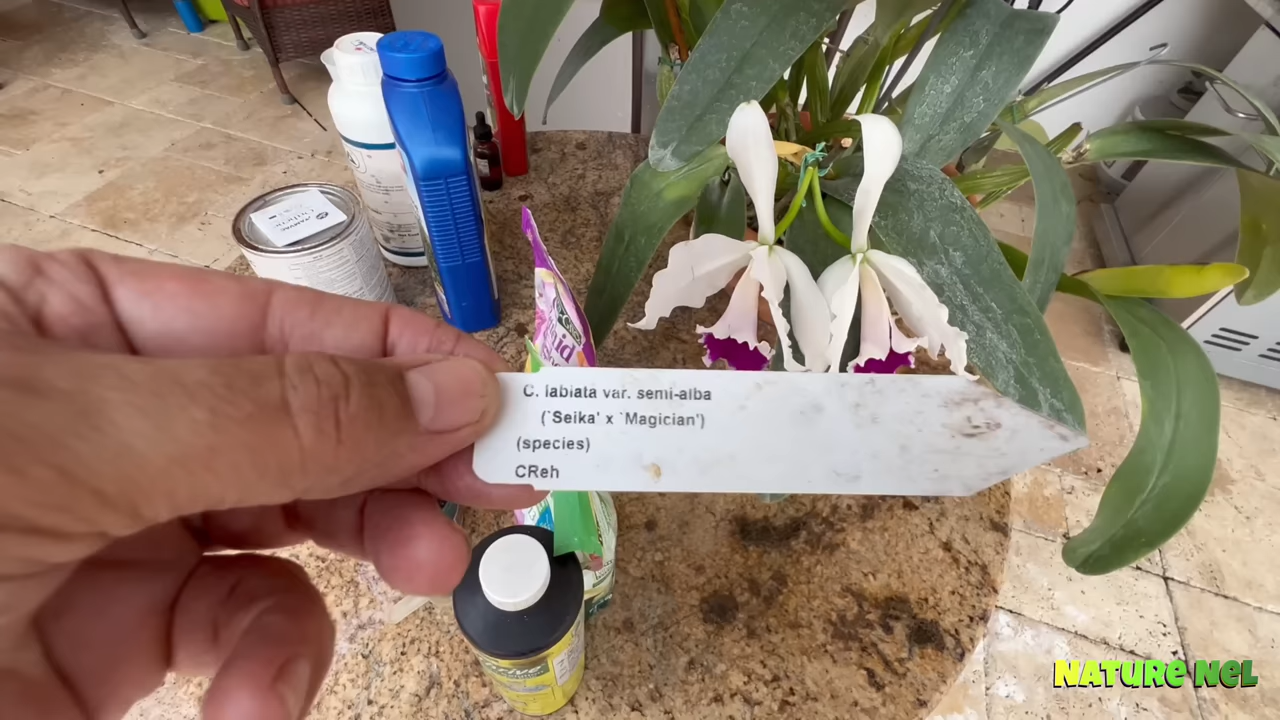 C. labiata var. semi-alba
(`Seika' x `Magician')
(species)
CReh
NATURE NEL